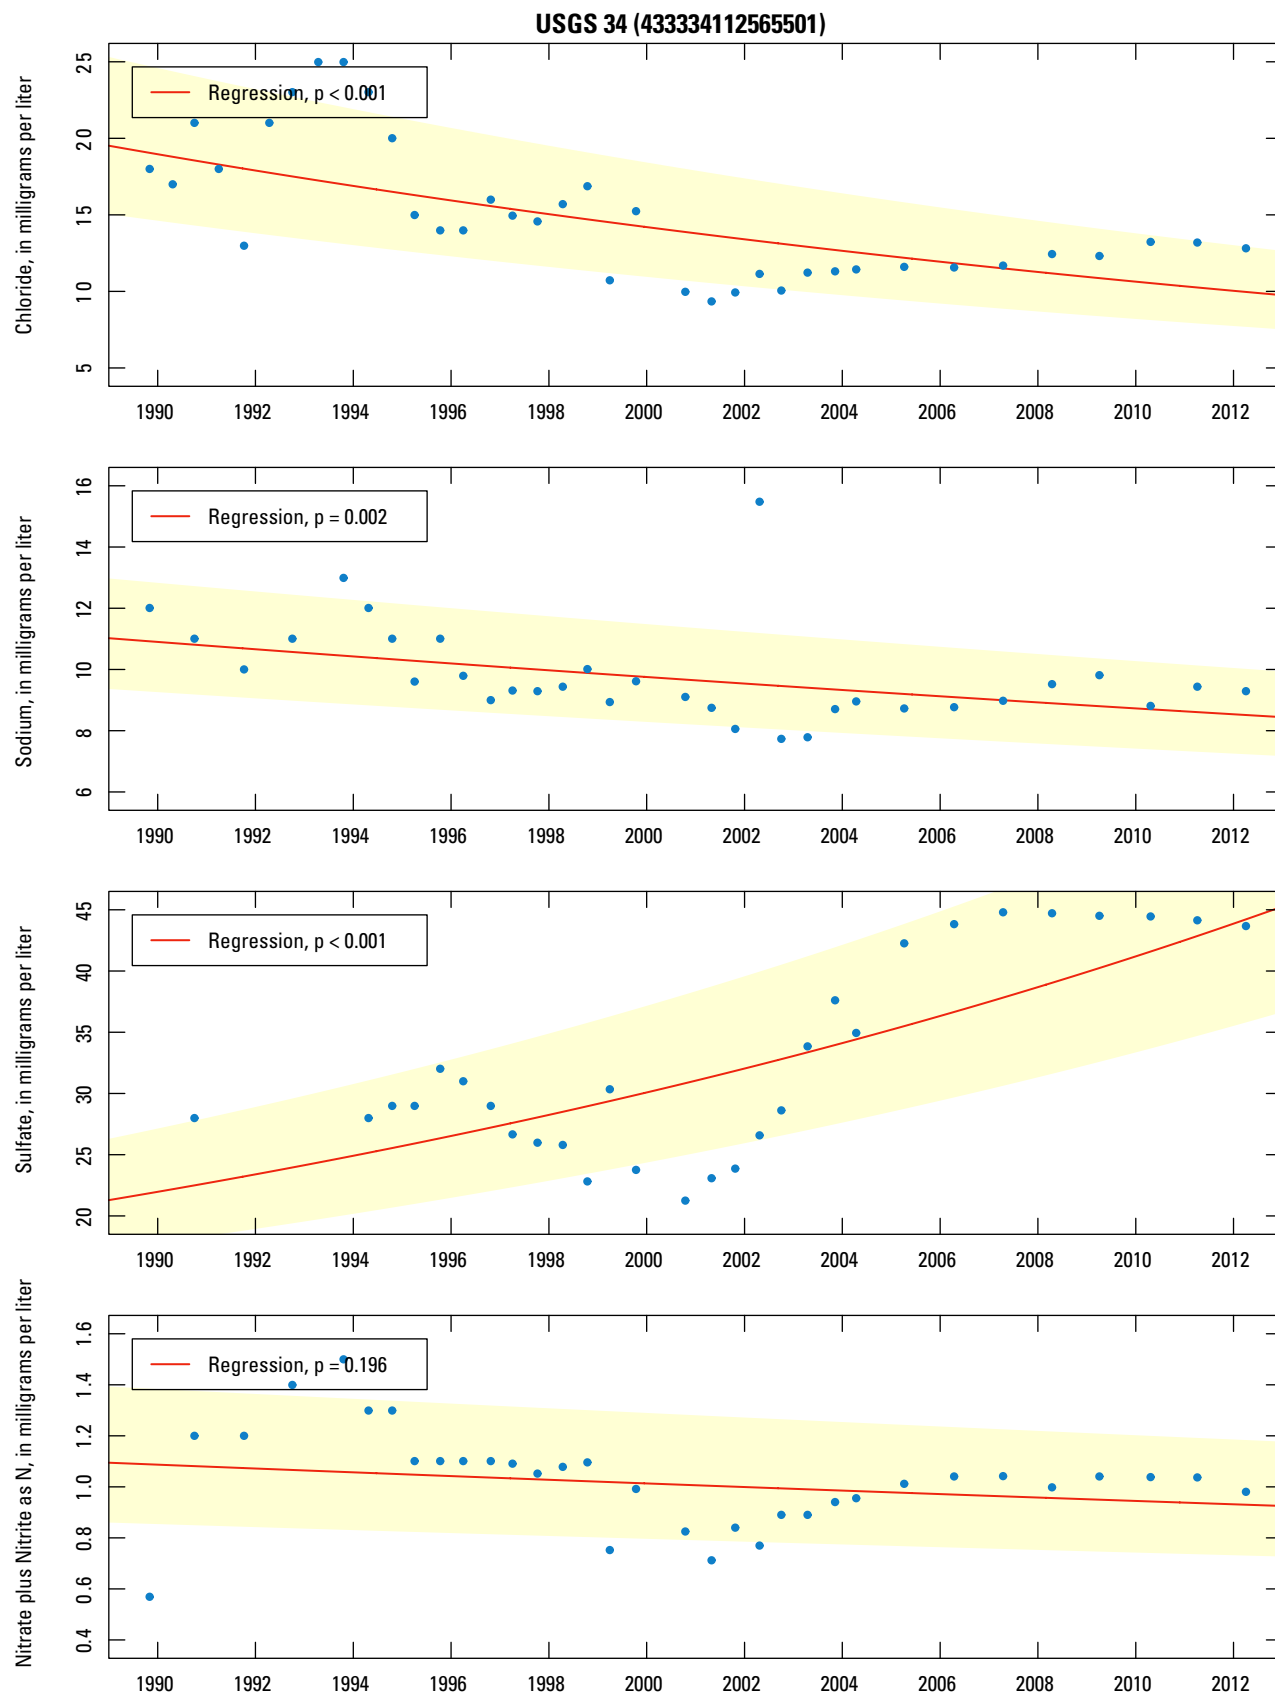 USGS 34 (433334112565501)
Chloride, in milligrams per liter
25
20
15
10
5
Regression, p < 0.001
1990 1992 1994 1996 1998 2000 2002 2004 2006 2008 2010 2012
Sodium, in milligrams per liter
16
14
12
10
8
6
Regression, p = 0.002
1990 1992 1994 1996 1998 2000 2002 2004 2006 2008 2010 2012
Sulfate, in milligrams per liter
45
40
35
30
25
20
Regression, p < 0.001
1990 1992 1994 1996 1998 2000 2002 2004 2006 2008 2010 2012
Nitrate plus Nitrite as N, in milligrams per liter
1.6
1.4
1.2
1.0
0.8
0.6
0.4
Regression, p = 0.196
1990 1992 1994 1996 1998 2000 2002 2004 2006 2008 2010 2012